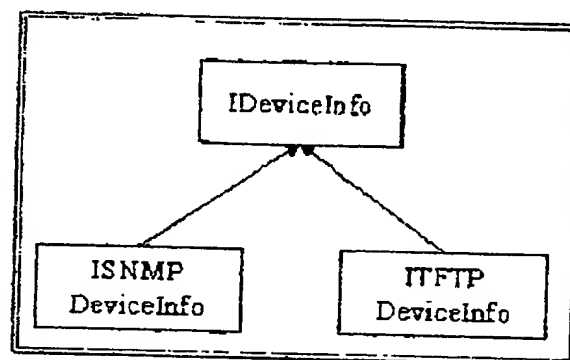 IDeviceInfo
ISNMP
DeviceInfo
ITFTP
DeviceInfo